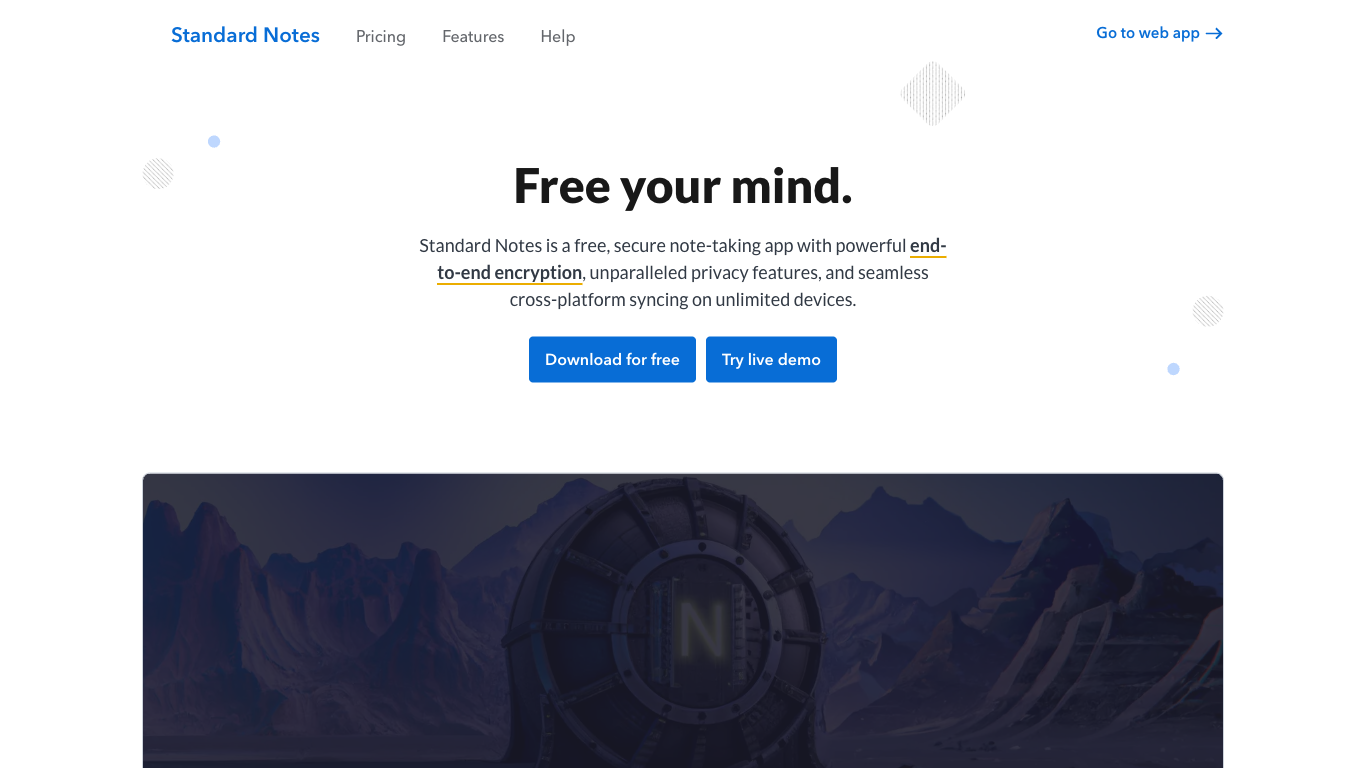 Standard Notes Pricing Features Help Go to web app →
Free your mind.
Standard Notes is a free, secure note-taking app with powerful end-
to-end encryption, unparalleled privacy features, and seamless
cross-platform syncing on unlimited devices.
Download for free Try live demo
N